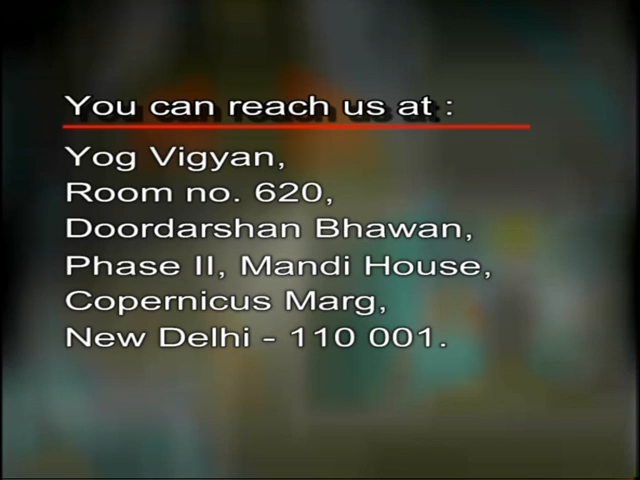 You can reach us at :
Yog Vigyan,
Room no. 620,
Doordarshan Bhawan,
Phase II, Mandi House,
Copernicus Marg,
New Delhi - 110 001.